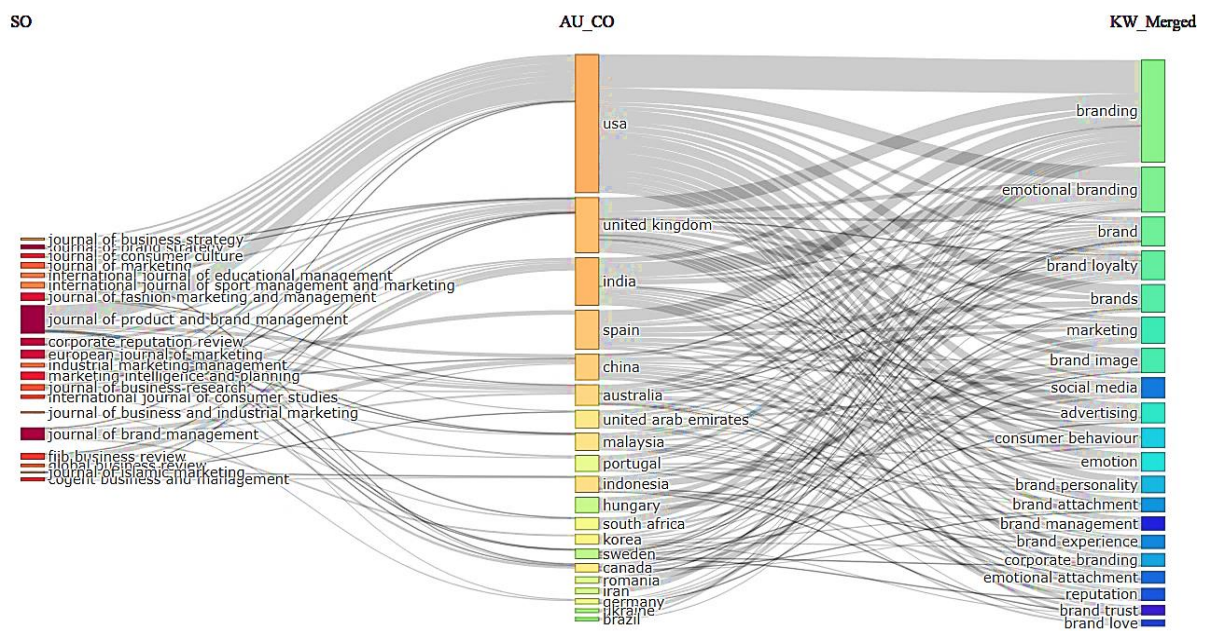 SO
AU_CO
KW_Merged
journal of business strategy
journal of brand strategy
journal of consumer culture
journal of marketing
international journal of educational management
international journal of sport management and marketing
journal of fashion marketing and management
journal of product and brand management
corporate reputation review
european journal of marketing
industrial marketing management
marketing intelligence and planning
journal of business research
international journal of consumer studies
journal of business and industrial marketing
journal of brand management
fiib business review
global business review
journal of islamic marketing
cogent business and management
usa
united kingdom
india
spain
china
australia
united arab emirates
malaysia
portugal
indonesia
hungary
south africa
korea
sweden
canada
romania
iran
germany
ukraine
brazil
branding
emotional branding
brand
brand loyalty
brands
marketing
brand image
social media
advertising
consumer behaviour
emotion
brand personality
brand attachment
brand management
brand experience
corporate branding
emotional attachment
reputation
brand trust
brand love